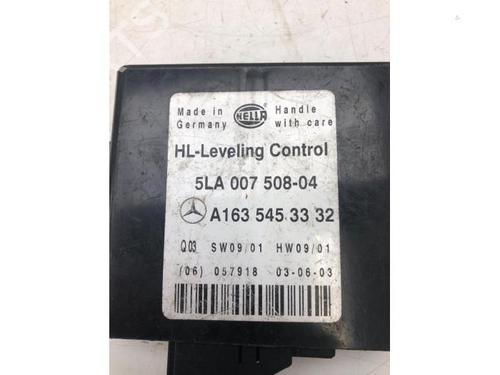 Made in Germany
HELLA
Handle with care
HL-Leveling Control
5LA 007 508-04
A163 545 33 32
Q03 SW09/01 HW09/01
(06) 057918 03-06-03